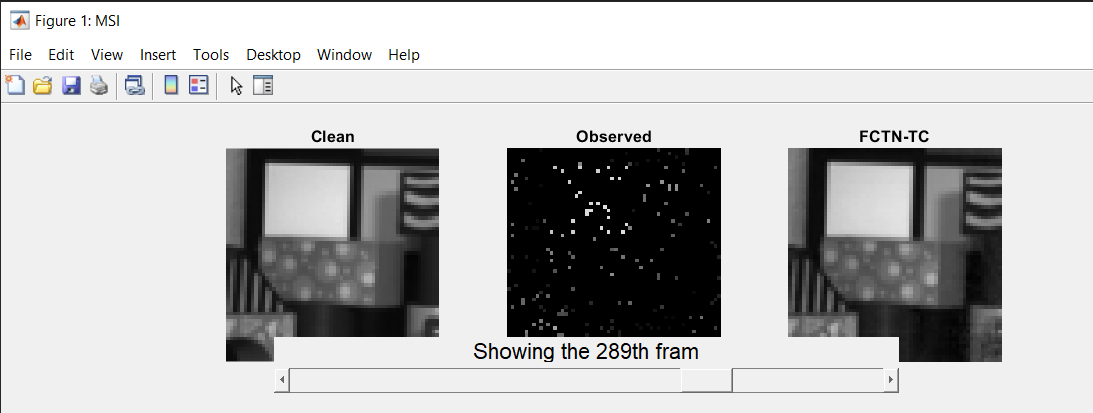 Figure 1: MSI
File Edit View Insert Tools Desktop Window Help
Clean Observed FCTN-TC
Showing the 289th fram